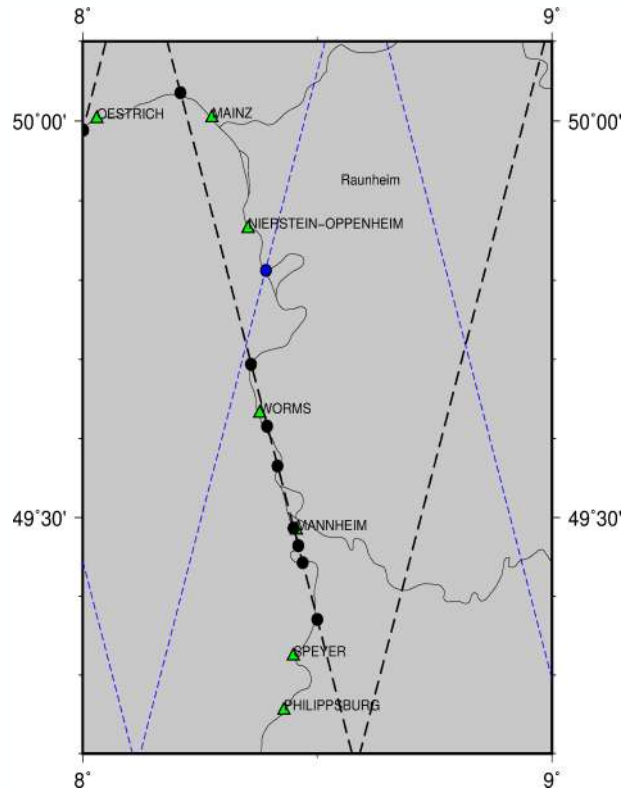 8° 9°
50°00' OESTRICH MAINZ 50°00'
Raunheim
NIERSTEIN-OPPENHEIM
WORMS
49°30' MANNHEIM 49°30'
SPEYER
PHILIPPSBURG
8° 9°